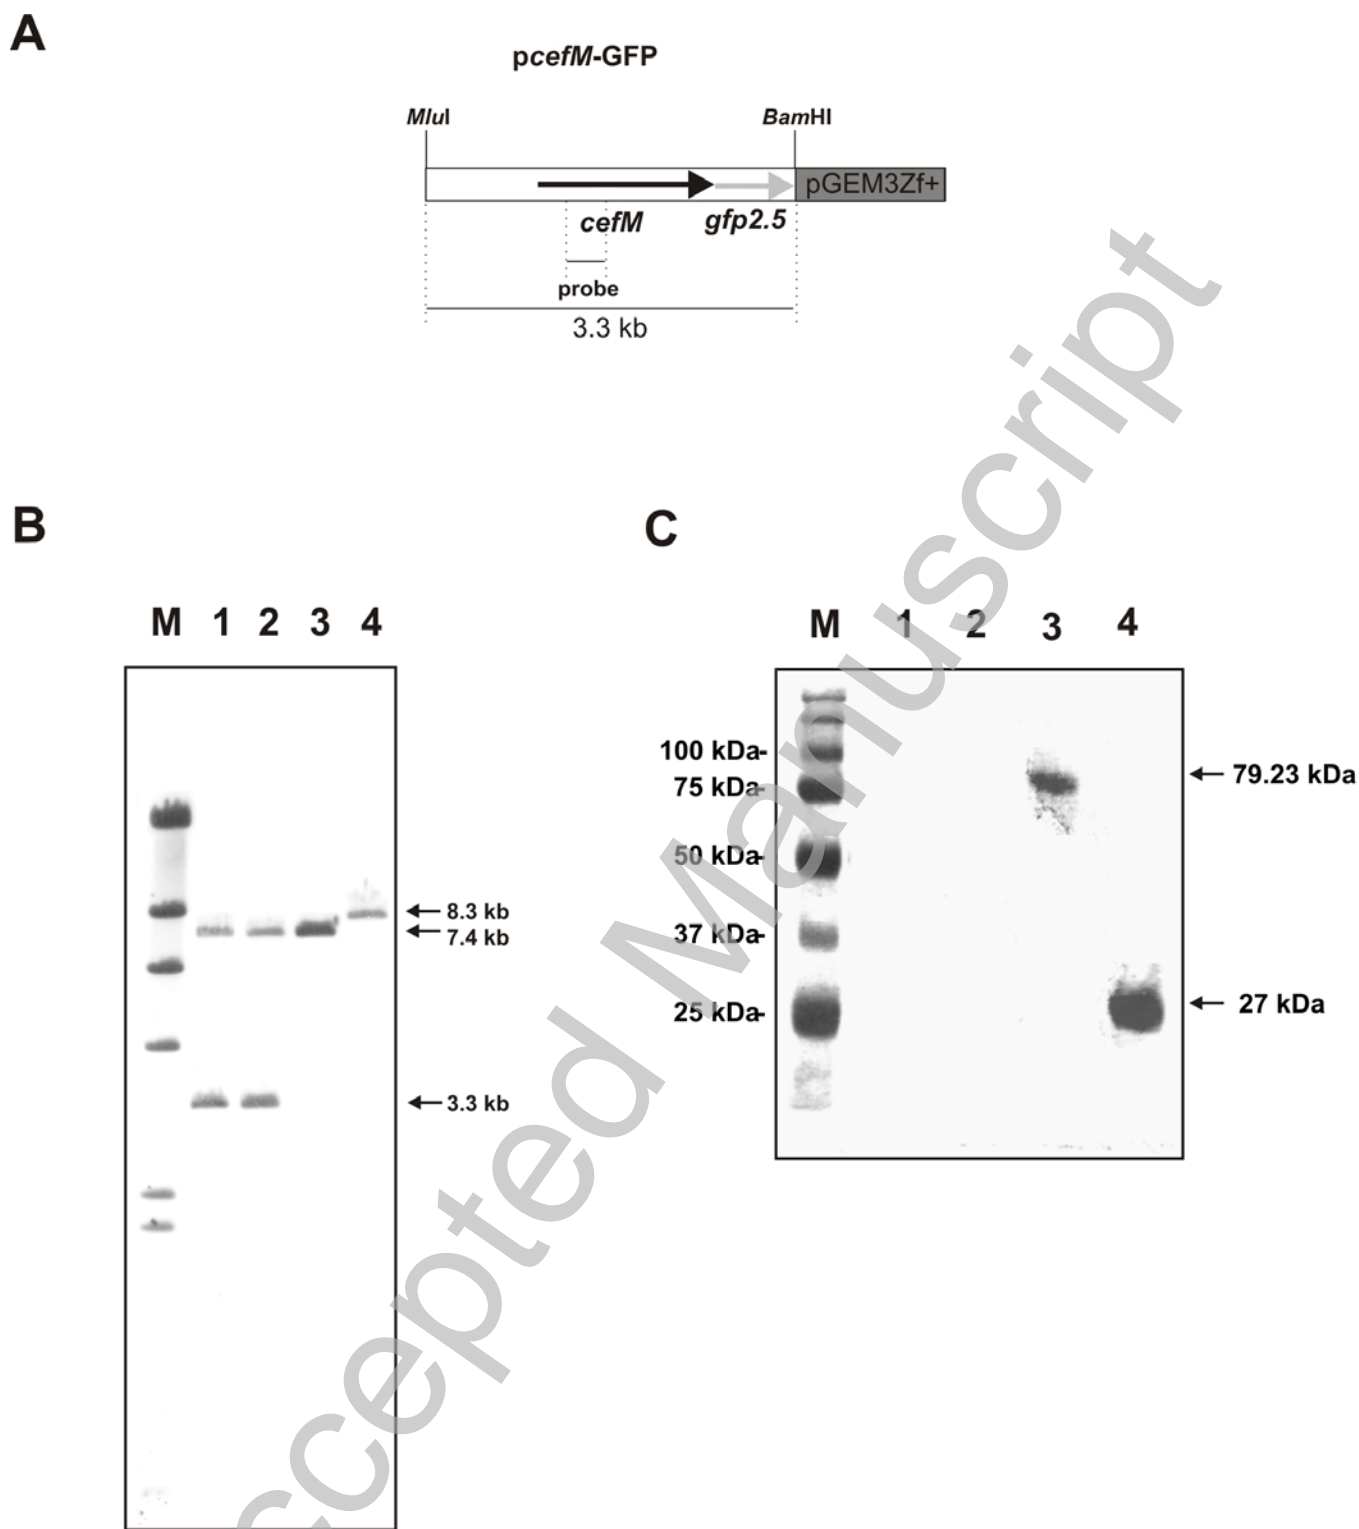 A
pcefM-GFP
MluI
BamHI
pGEM3Zf+
cefM
gfp2.5
probe
3.3 kb
B
C
M 1 2 3 4
M 1 2 3 4
8.3 kb
7.4 kb
3.3 kb
100 kDa-
75 kDa-
50 kDa-
37 kDa-
25 kDa-
79.23 kDa
27 kDa
ccepted Manuscript